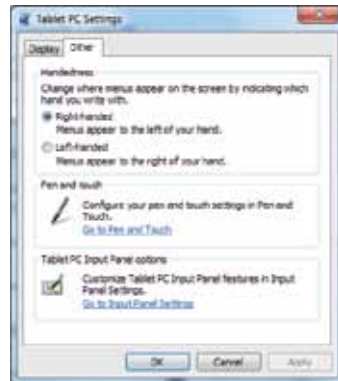 Tablet PC Settings
Display Other
Handedness
Change where menus appear on the screen by indicating which
hand you write with.
Right-handed
Menus appear to the left of your hand.
Left-handed
Menus appear to the right of your hand.
Pen and touch
Configure your pen and touch settings in Pen and
Touch.
Go to Pen and Touch
Tablet PC Input Panel options
Customize Tablet PC Input Panel features in Input
Panel Settings.
Go to Input Panel Settings
OK Cancel Apply